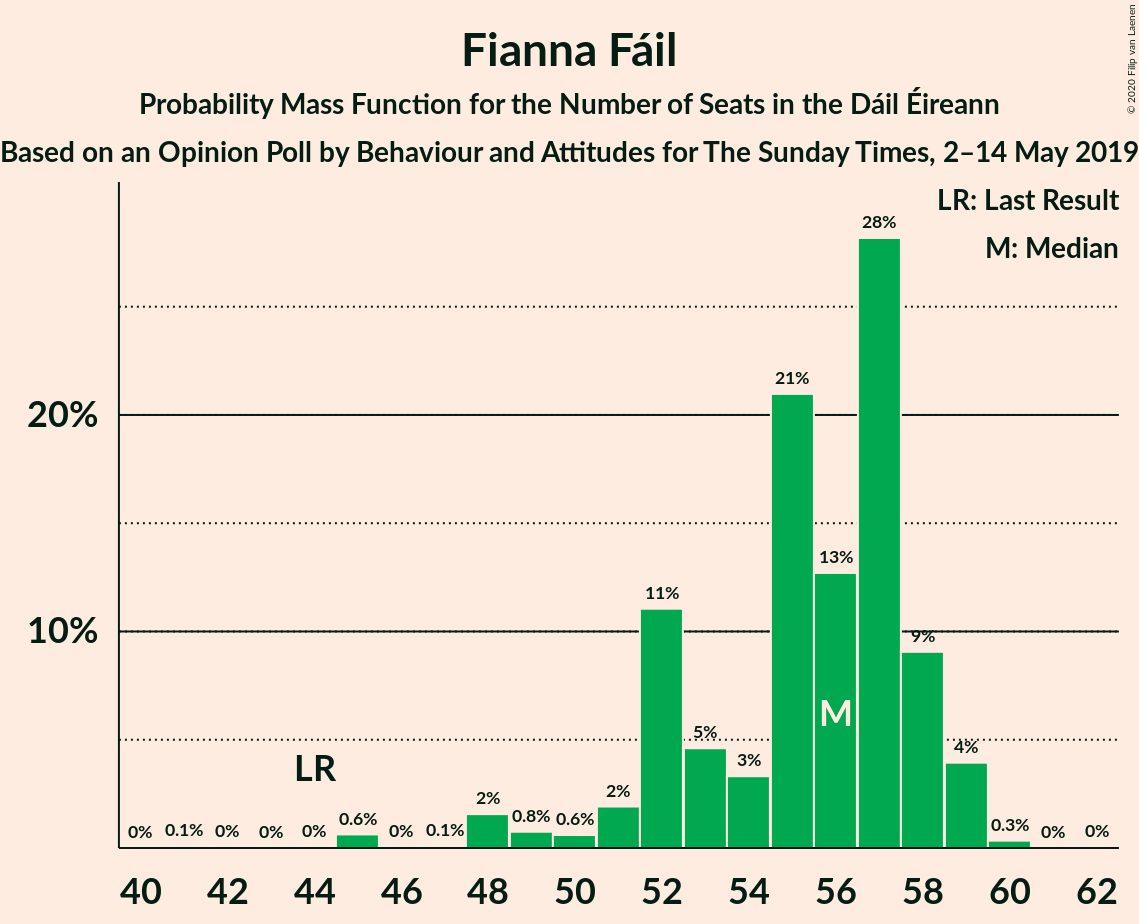 Fianna Fáil
Probability Mass Function for the Number of Seats in the Dáil Éireann
Based on an Opinion Poll by Behaviour and Attitudes for The Sunday Times, 2–14 May 2019
© 2020 Filip van Laenen
LR: Last Result
M: Median
28%
21%
20%
13%
11%
10%
9%
5%
4%
3%
LR
M
2%
2%
0.6%
0.8%
0.6%
0.3%
0%
0.1%
0%
0%
0%
0%
0.1%
0%
0%
40 42 44 46 48 50 52 54 56 58 60 62